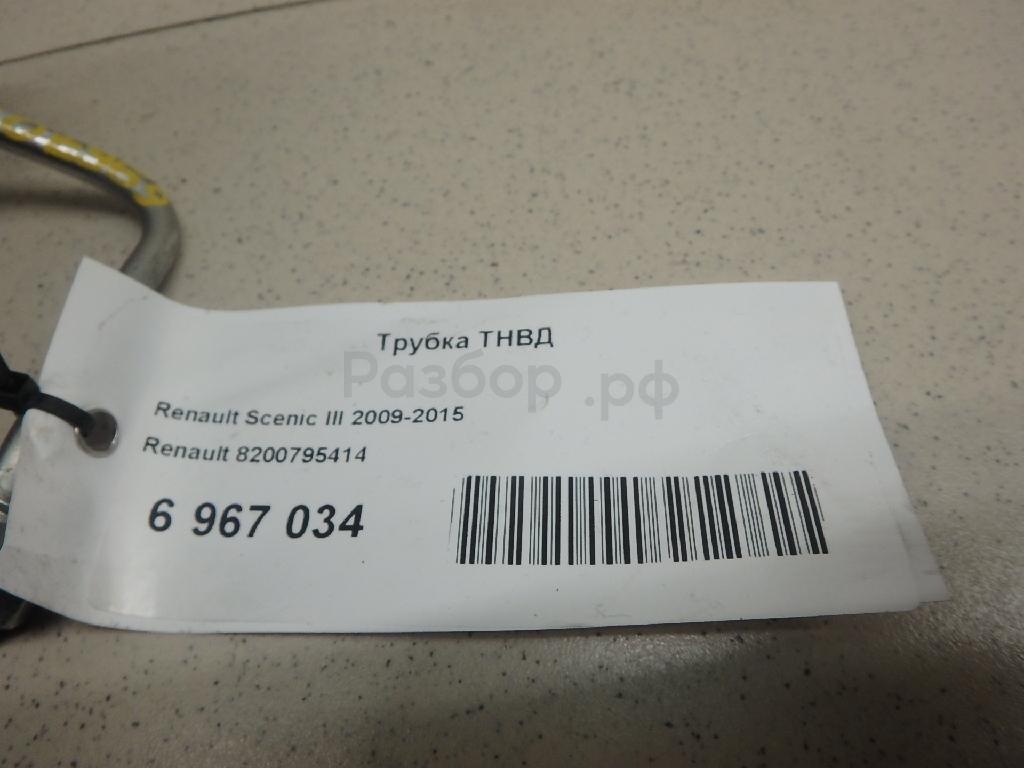 Трубка ТНВД
Разбор.рф
Renault Scenic III 2009-2015
Renault 8200795414
6 967 034